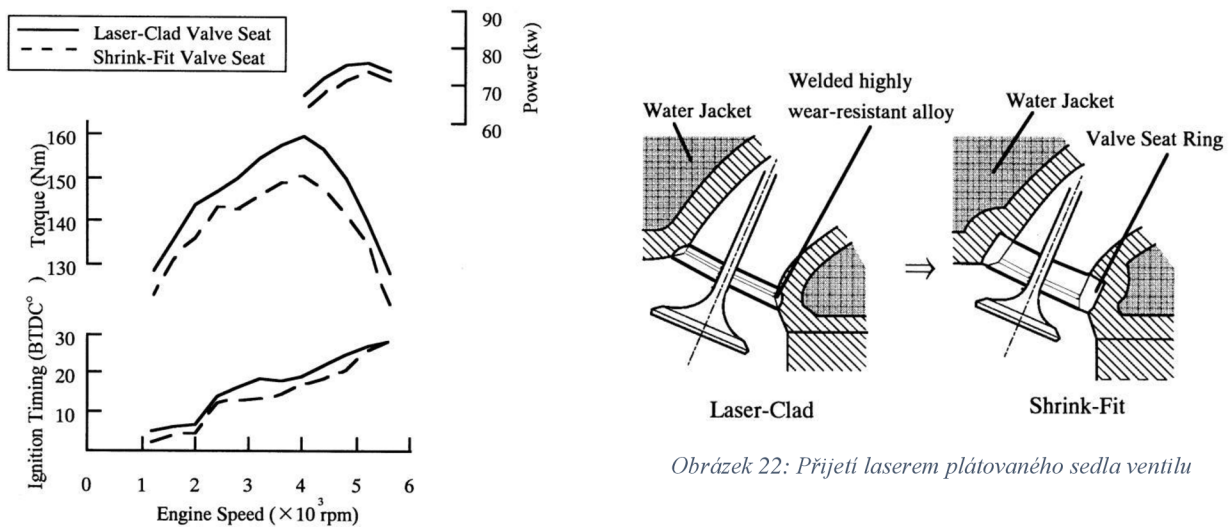 Laser-Clad Valve Seat
Shrink-Fit Valve Seat
90
80
70
60
Power (kw)
160
150
140
130
Torque (Nm)
30
20
10
Ignition Timing (BTDC°)
0 1 2 3 4 5 6
Engine Speed (×10³ rpm)
Welded highly
wear-resistant alloy
Water Jacket
Water Jacket
Valve Seat Ring
⇒
Laser-Clad
Shrink-Fit
Obrázek 22: Přijetí laserem plátovaného sedla ventilu